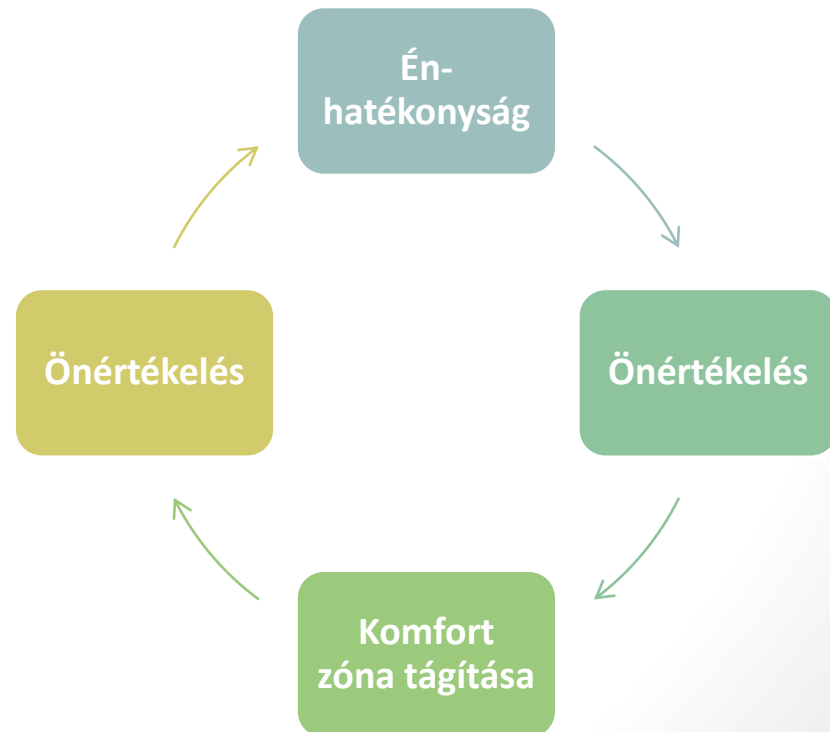 Én-
hatékonyság
Önértékelés
Önértékelés
Komfort
zóna tágítása